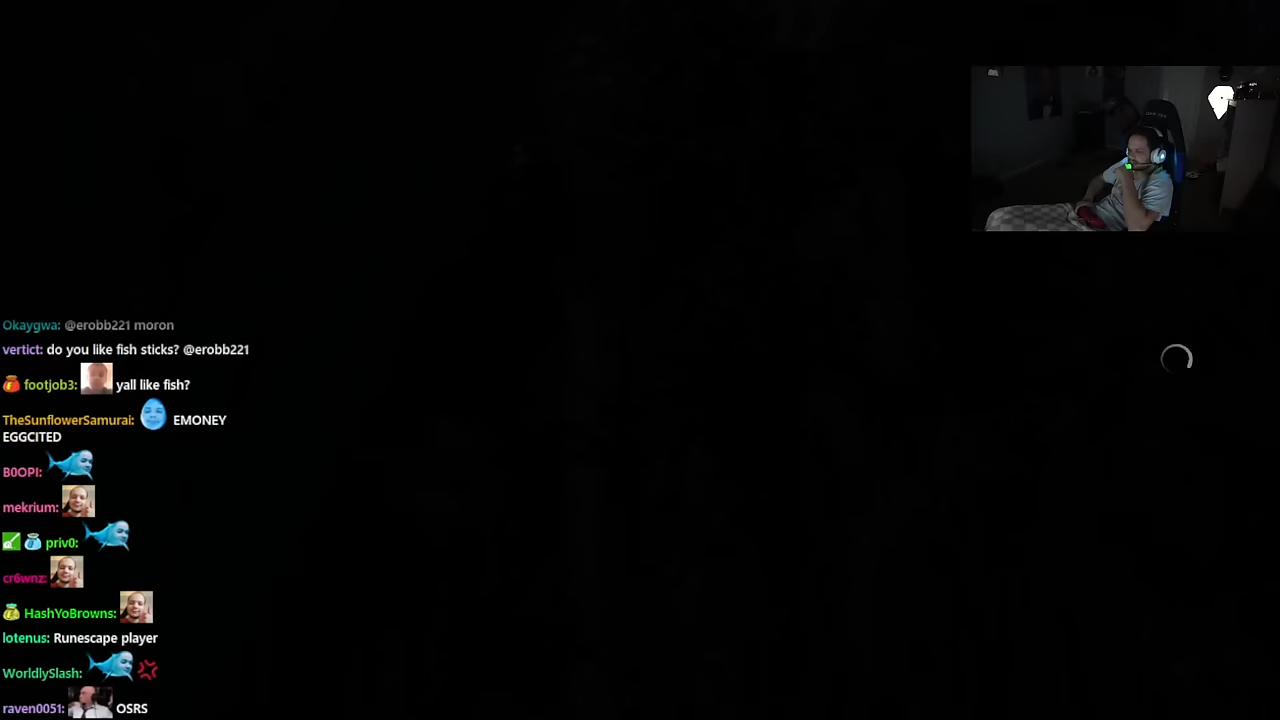 Okaygwa: @erobb221 moron
vertict: do you like fish sticks? @erobb221
footjob3: yall like fish?
TheSunflowerSamurai: EMONEY
EGGCITED
B0OPI:
mekrium:
priv0:
cr6wnz:
HashYoBrowns:
lotenus: Runescape player
WorldlySlash:
raven0051: OSRS